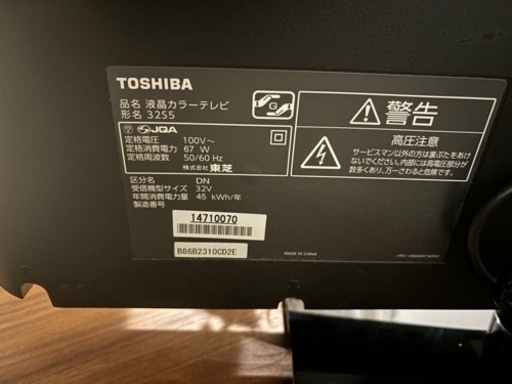 TOSHIBA
品名 液晶カラーテレビ
形名 32S5
JQA
定格電圧 100V~
定格消費電力 67 W
定格周波数 50/60 Hz
株式会社 東芝
区分名 DN
受信機型サイズ 32V
年間消費電力量 45 kWh/年
製造番号
14710070
B86B2310CD2E
G
警告
高圧注意
サービスマン以外の方は裏ぶたをあけ
ないでください。内部には高電圧部分が
数多くあり、万一さわると危険です。
MADE IN CHINA